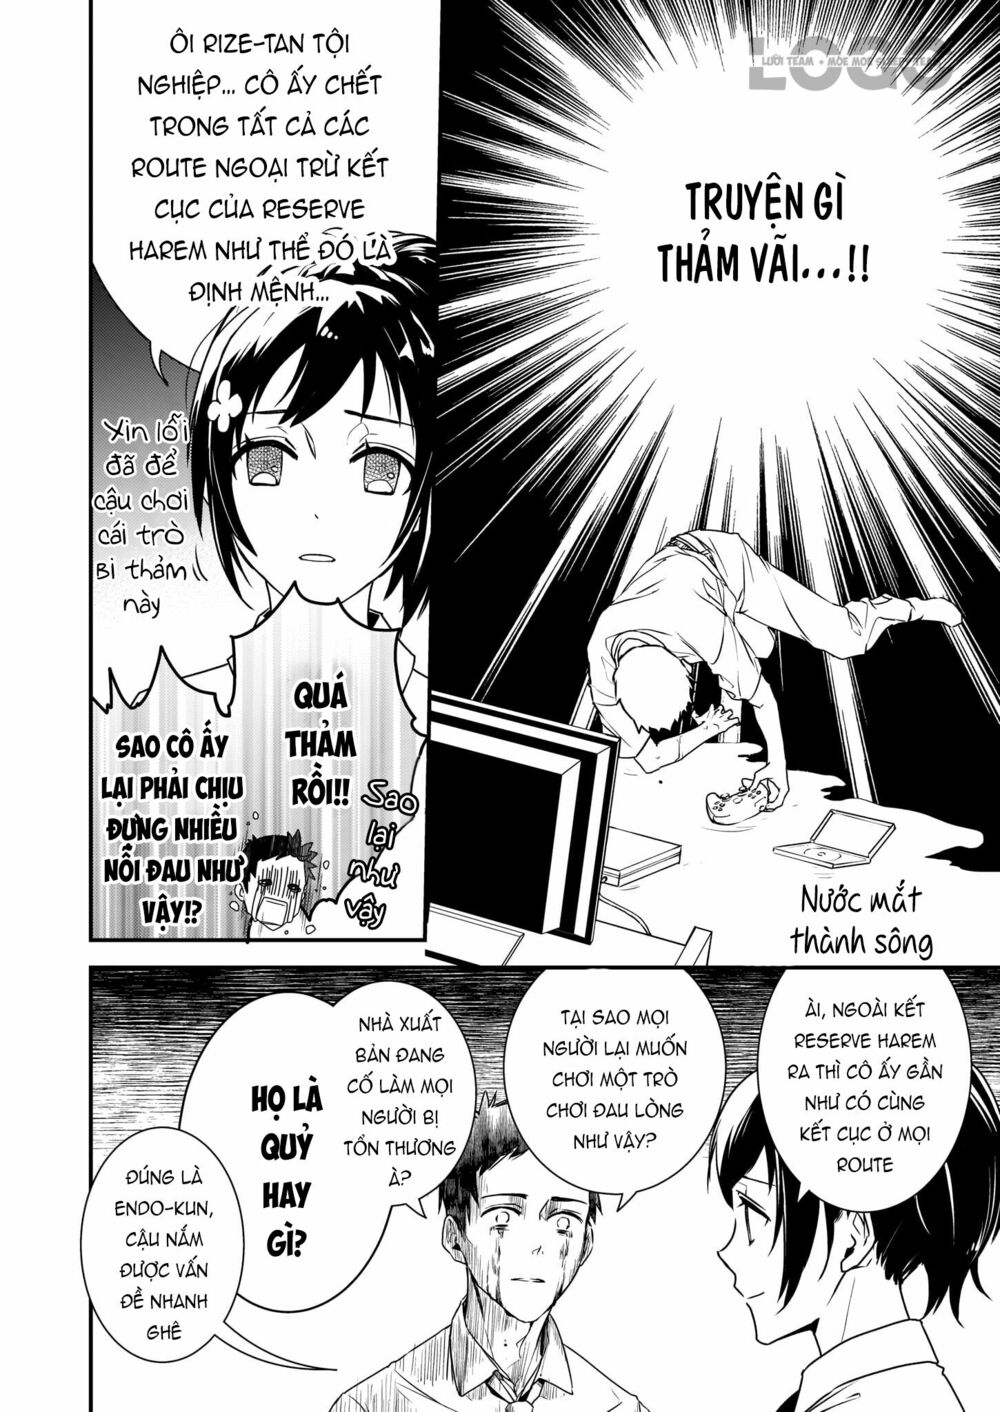 LOGO
LƯỜI TEAM + MOE MOE
TRUYỆN GÌ
THẢM VÃI...!!
Nước mắt
thành sông
ÔI RIZE-TAN TỘI
NGHIỆP... CÔ ẤY CHẾT
TRONG TẤT CẢ CÁC
ROUTE NGOẠI TRỪ KẾT
CỤC CỦA RESERVE
HAREM NHƯ THỂ ĐÓ LÀ
ĐỊNH MỆNH...
Xin lỗi
đã để
cậu chơi
cái trò
Bi thảm
này
QUÁ
THẢM
RỒI!!
Sao
lại
như
vậy
SAO CÔ ẤY
LẠI PHẢI CHỊU
ĐỰNG NHIỀU
NỖI ĐAU NHƯ
VẬY!?
ÀI, NGOÀI KẾT
RESERVE HAREM
RA THÌ CÔ ẤY GẦN
NHƯ CÓ CÙNG
KẾT CỤC Ở MỌI
ROUTE
TẠI SAO MỌI
NGƯỜI LẠI MUỐN
CHƠI MỘT TRÒ
CHƠI ĐAU LÒNG
NHƯ VẬY?
NHÀ XUẤT
BẢN ĐANG
CỐ LÀM MỌI
NGƯỜI BỊ
TỔN THƯƠNG
À?
HỌ LÀ
QUỶ
HAY
GÌ?
ĐÚNG LÀ
ENDO-KUN,
CẬU NẮM
ĐƯỢC VẤN
ĐỀ NHANH
GHÊ